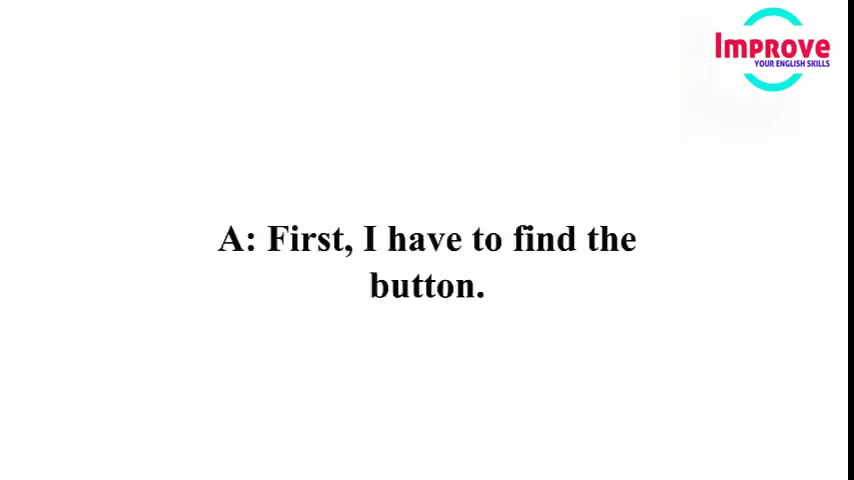 Improve
YOUR ENGLISH SKILLS
A: First, I have to find the
button.